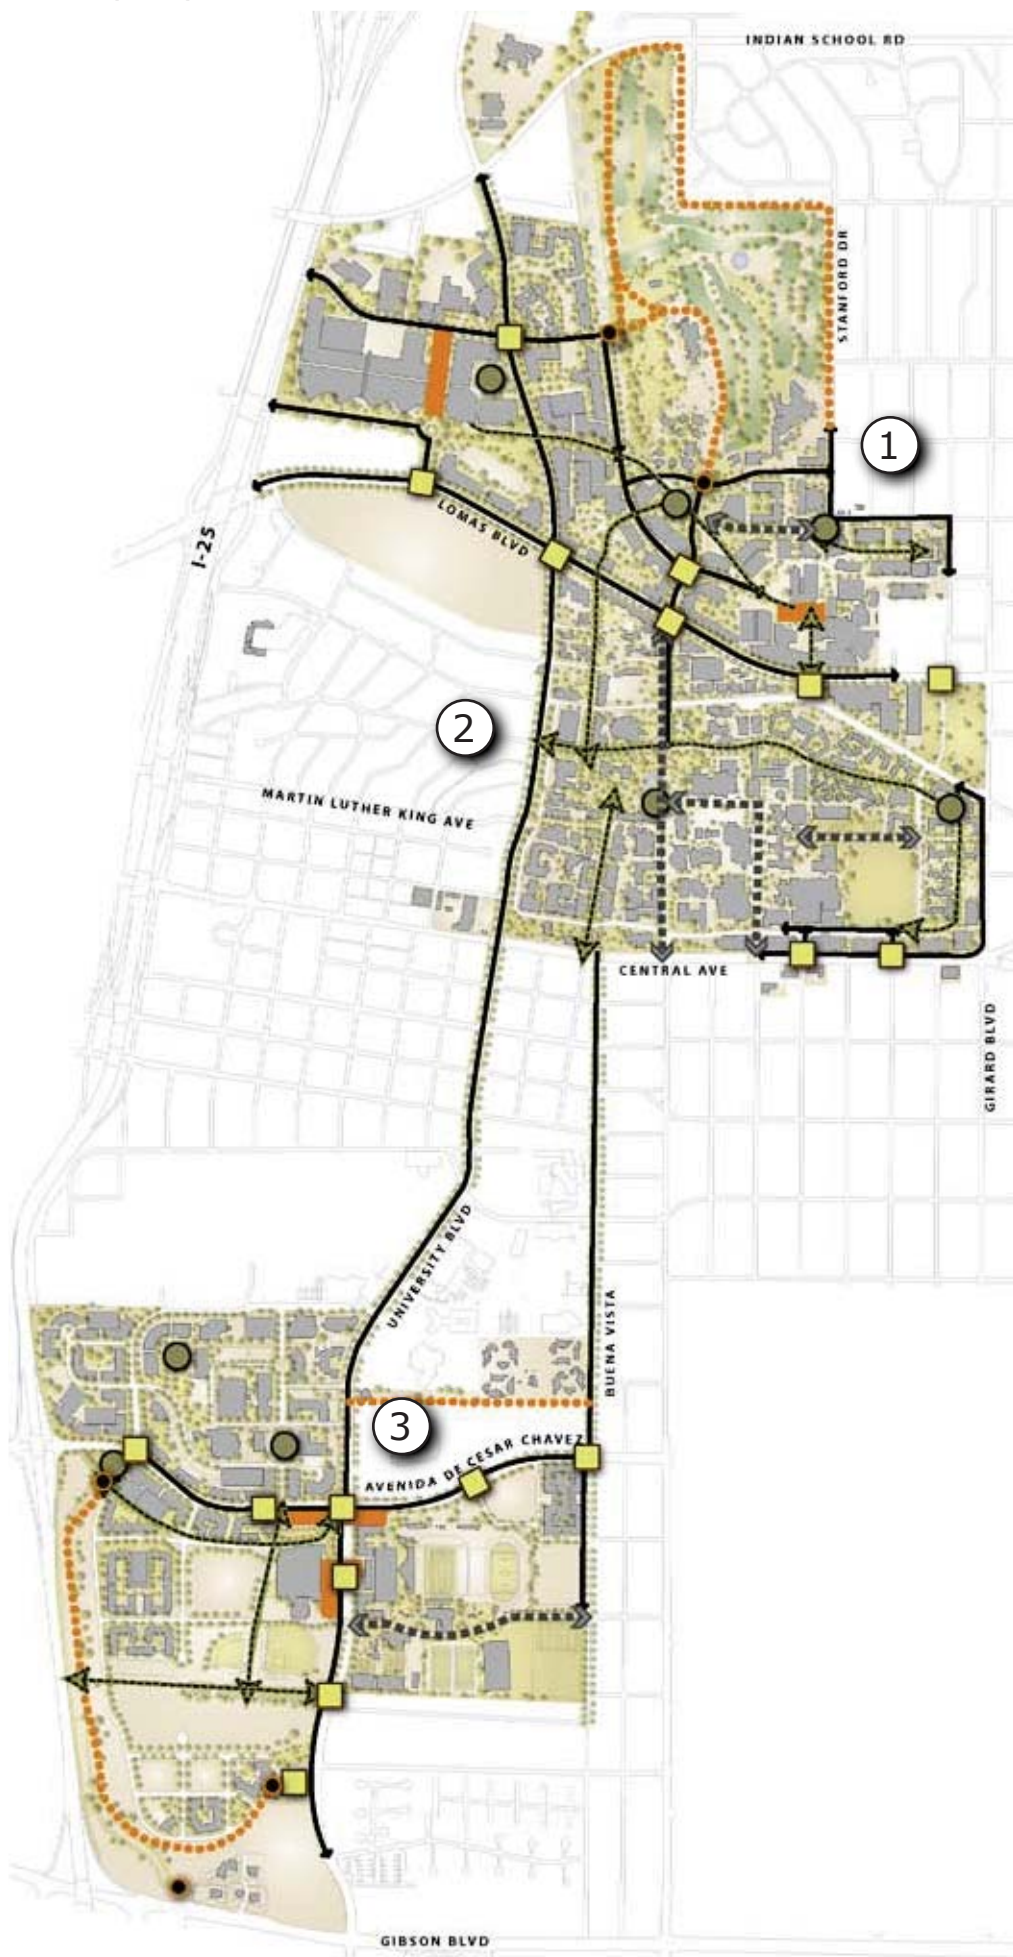 INDIAN SCHOOL RD
STANFORD DR
1
I-25
LOMAS BLVD
2
MARTIN LUTHER KING AVE
CENTRAL AVE
GIRARD BLVD
UNIVERSITY BLVD
BUENA VISTA
3
AVENIDA DE CESAR CHAVEZ
GIBSON BLVD